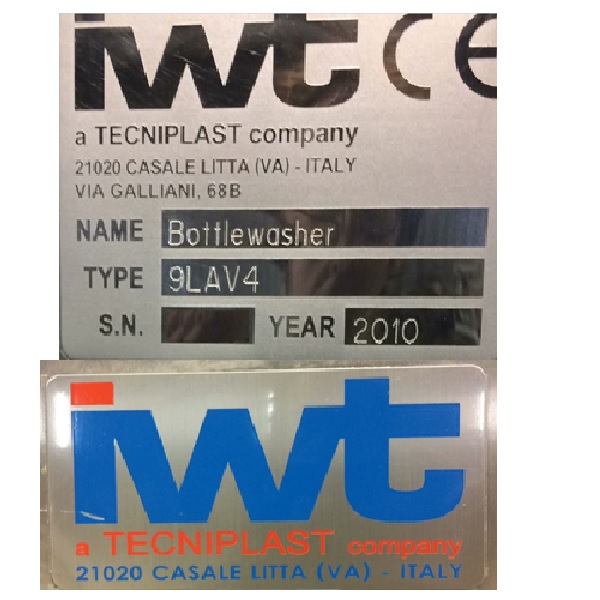 iwt CE
a TECNIPLAST company
21020 CASALE LITTA (VA) - ITALY
VIA GALLIANI, 68B
NAME Bottlewasher
TYPE 9LAV4
S.N. YEAR 2010
iwt
a TECNIPLAST company
21020 CASALE LITTA (VA) - ITALY